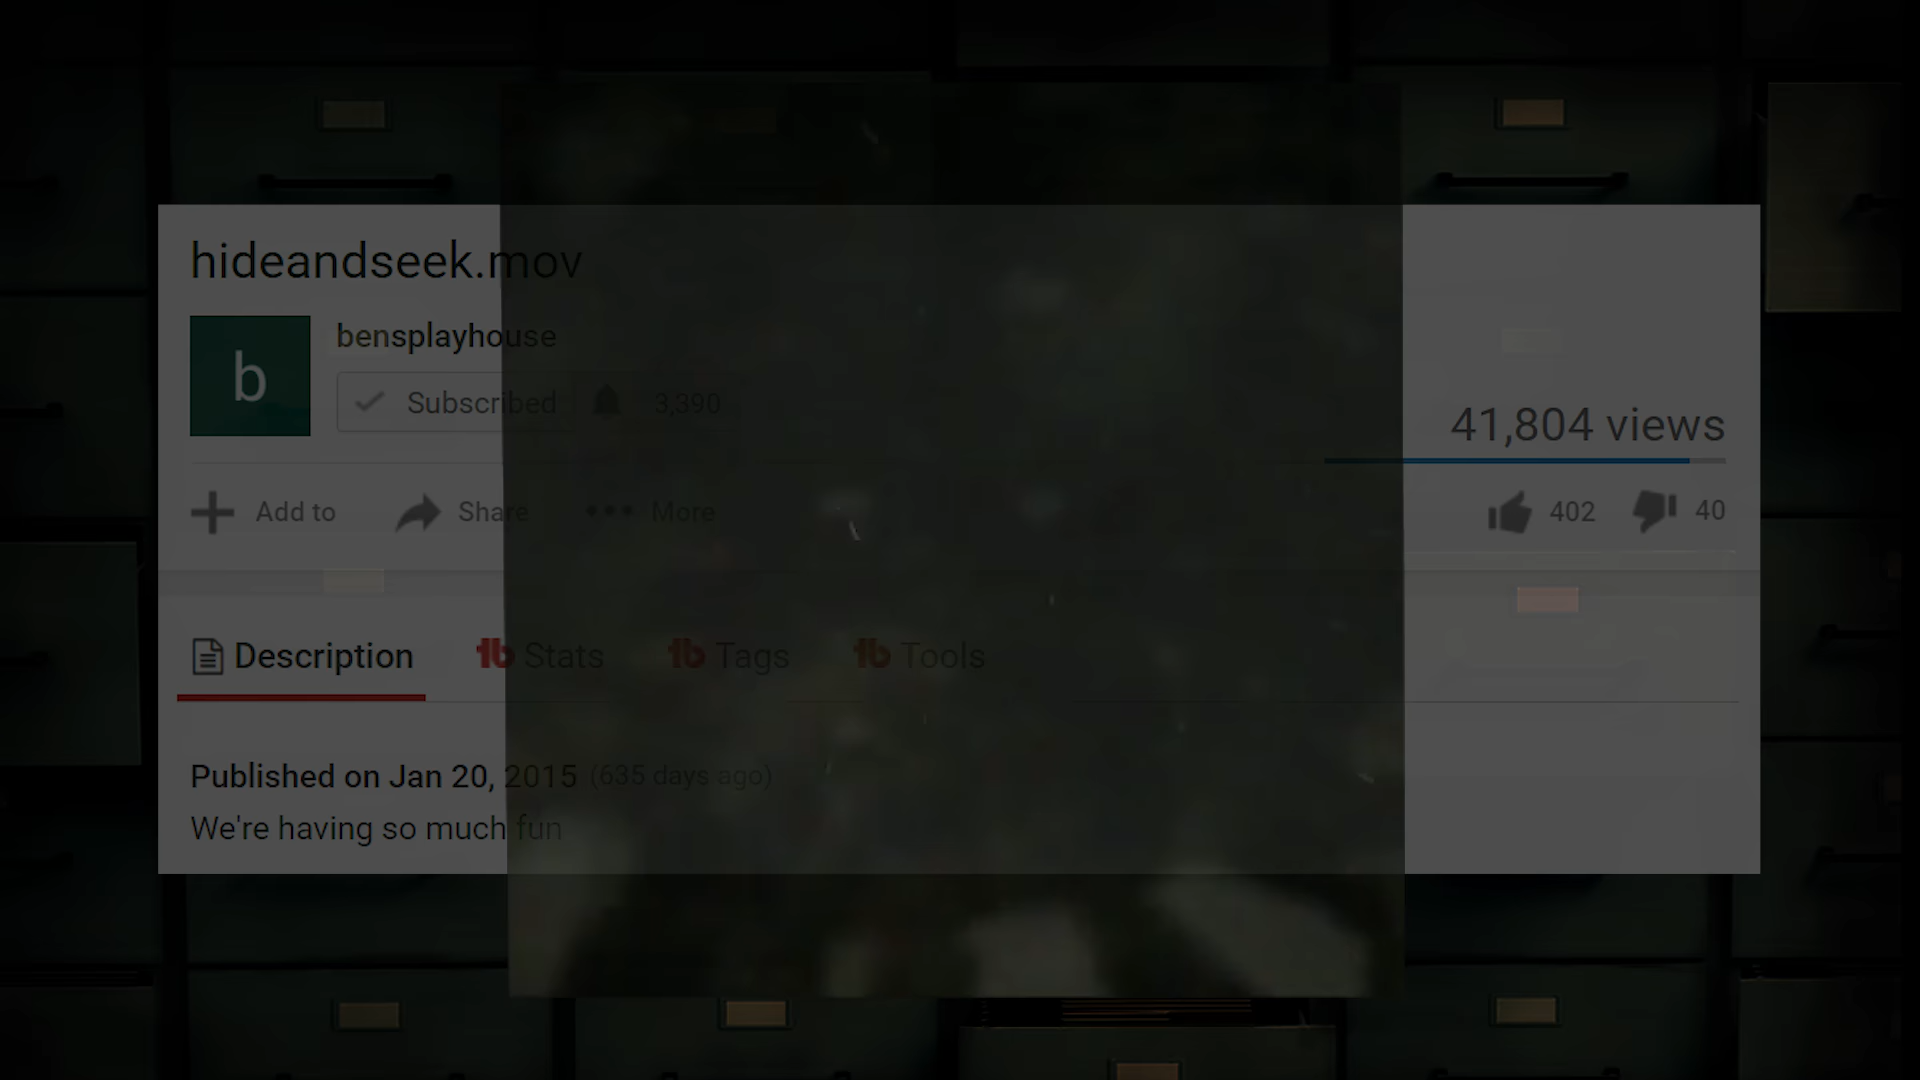 hideandseek.mov
b
bensplayhouse
Subscribed 3,390
41,804 views
Add to Share More
402 40
Description Stats Tags Tools
Published on Jan 20, 2015 (635 days ago)
We're having so much fun